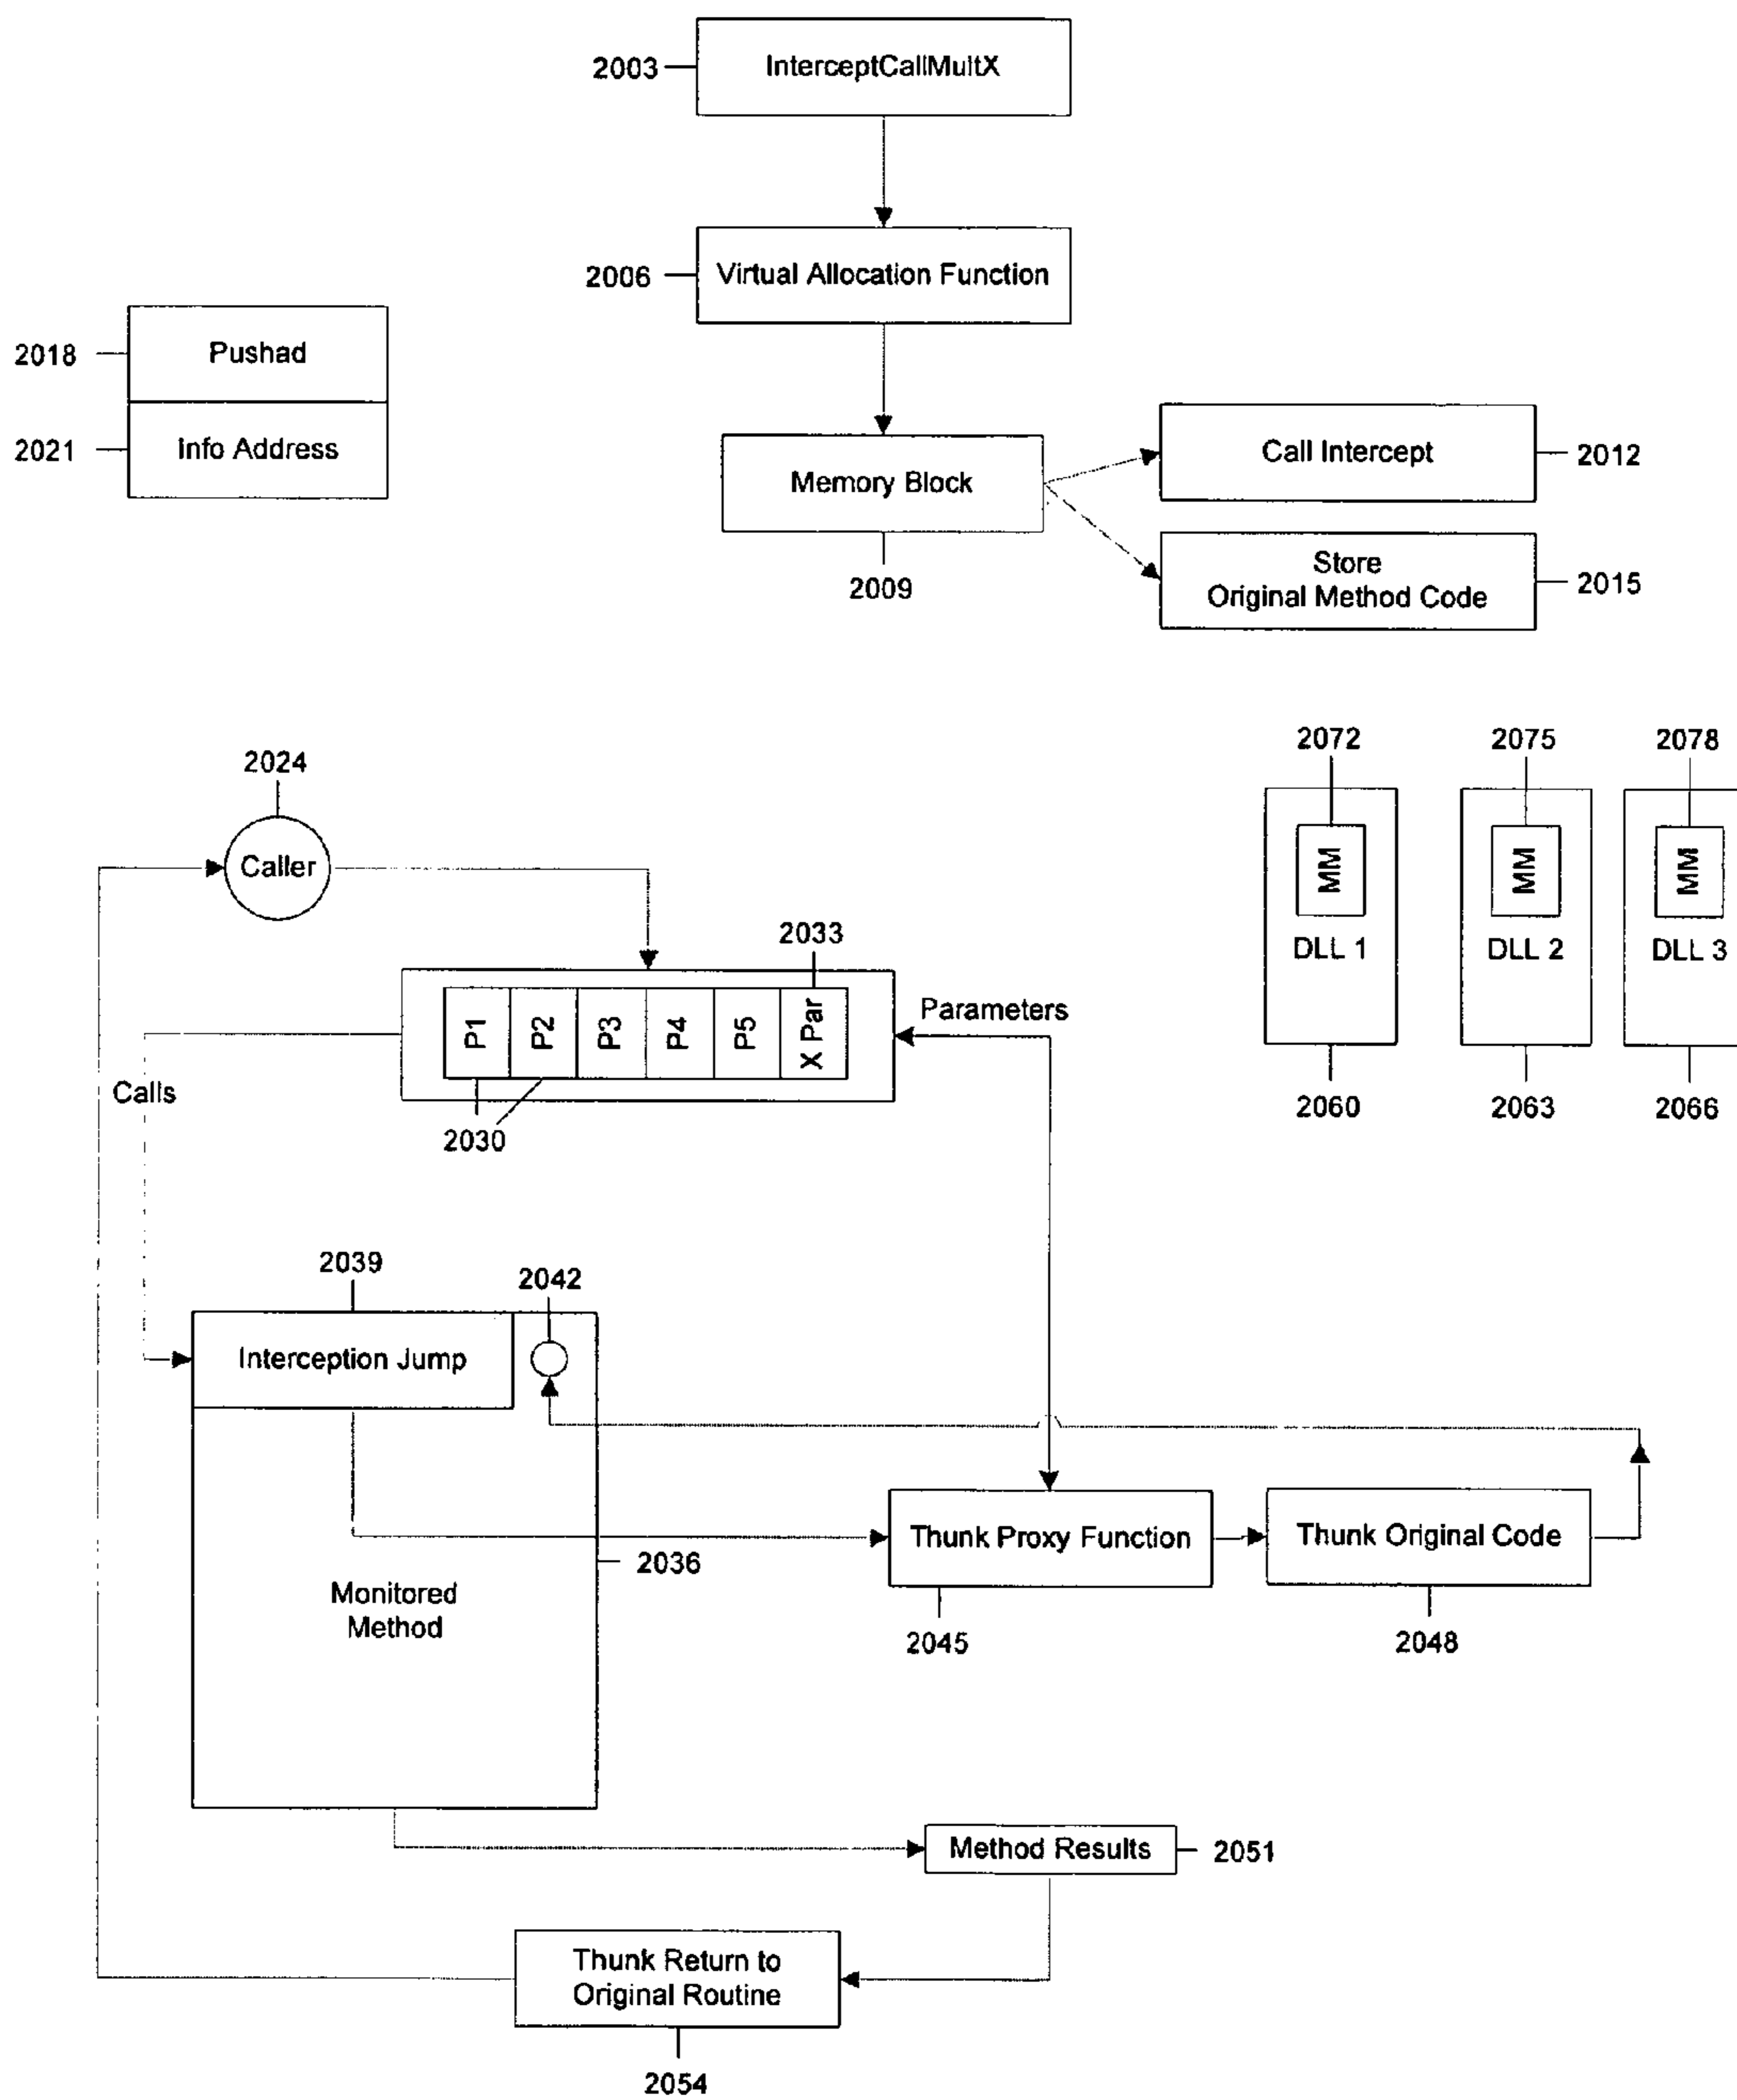 InterceptCallMultX
2003
Virtual Allocation Function
2006
Pushad
2018
Info Address
2021
Memory Block
2009
Call Intercept
2012
Store
Original Method Code
2015
2024
Caller
2072
2075
2078
MM
MM
MM
DLL 1
DLL 2
DLL 3
2060
2063
2066
2033
P1
P2
P3
P4
P5
X Par
Parameters
2030
Calls
2039
2042
Interception Jump
Monitored
Method
2036
Thunk Proxy Function
2045
Thunk Original Code
2048
Method Results
2051
Thunk Return to
Original Routine
2054